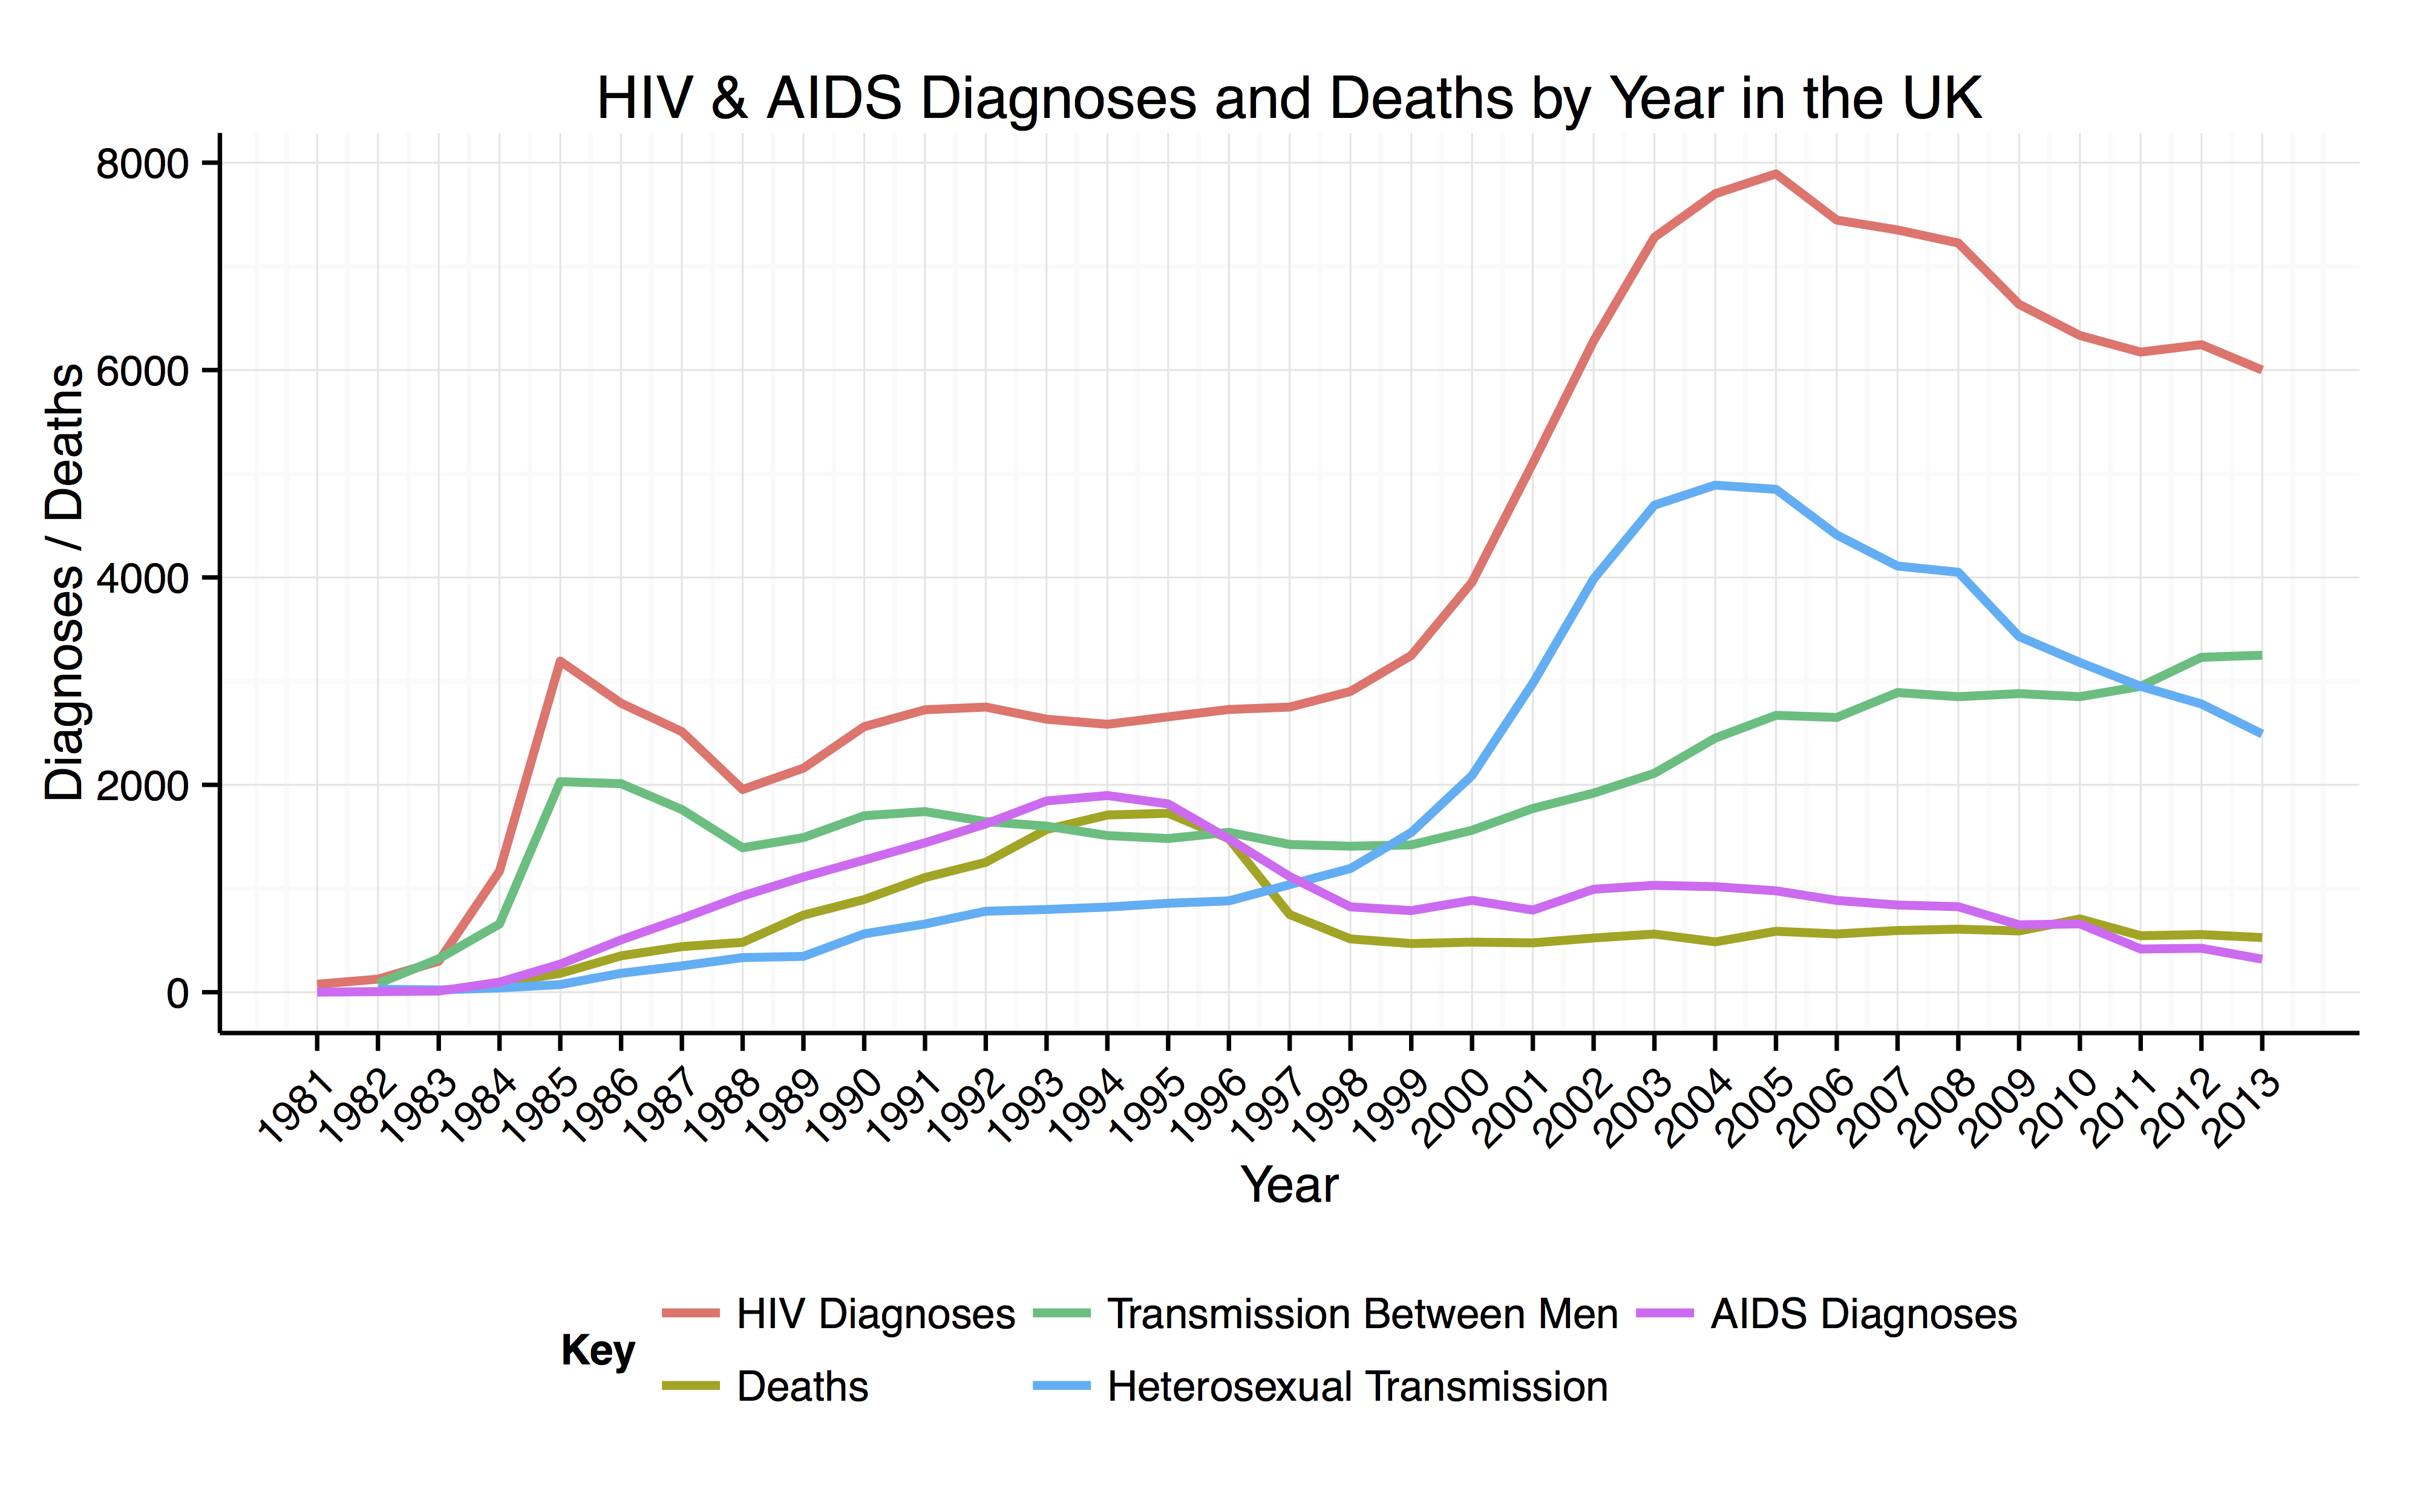 HIV & AIDS Diagnoses and Deaths by Year in the UK
Diagnoses / Deaths
8000
6000
4000
2000
0
1981 1982 1983 1984 1985 1986 1987 1988 1989 1990 1991 1992 1993 1994 1995 1996 1997 1998 1999 2000 2001 2002 2003 2004 2005 2006 2007 2008 2009 2010 2011 2012 2013
Year
Key
HIV Diagnoses Transmission Between Men AIDS Diagnoses
Deaths Heterosexual Transmission